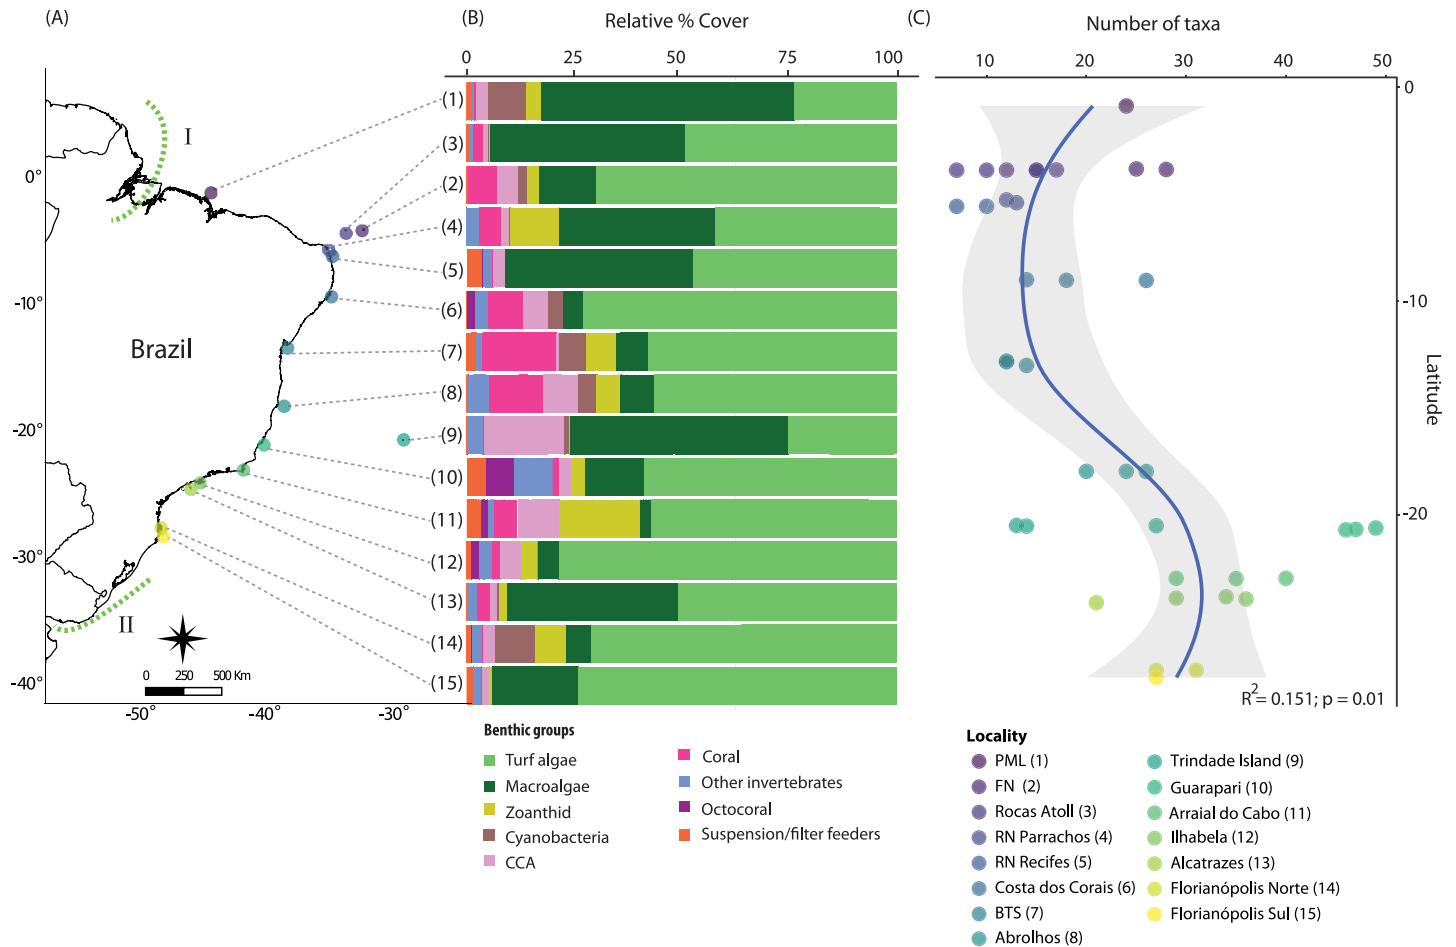 (A)
I
0°
-10°
-20°
-30°
-40°
Brazil
II
0 250 500 Km
-50° -40° -30°
(B) Relative % Cover
0 25 50 75 100
(1)
(3)
(2)
(4)
(5)
(6)
(7)
(8)
(9)
(10)
(11)
(12)
(13)
(14)
(15)
Benthic groups
Turf algae
Macroalgae
Zoanthid
Cyanobacteria
CCA
Coral
Other invertebrates
Octocoral
Suspension/filter feeders
(C) Number of taxa
10 20 30 40 50
0
-10
-20
Latitude
R² = 0.151; p = 0.01
Locality
PML (1)
FN (2)
Rocas Atoll (3)
RN Parrachos (4)
RN Recifes (5)
Costa dos Corais (6)
BTS (7)
Abrolhos (8)
Trindade Island (9)
Guarapari (10)
Arraial do Cabo (11)
Ilhabela (12)
Alcatrazes (13)
Florianópolis Norte (14)
Florianópolis Sul (15)